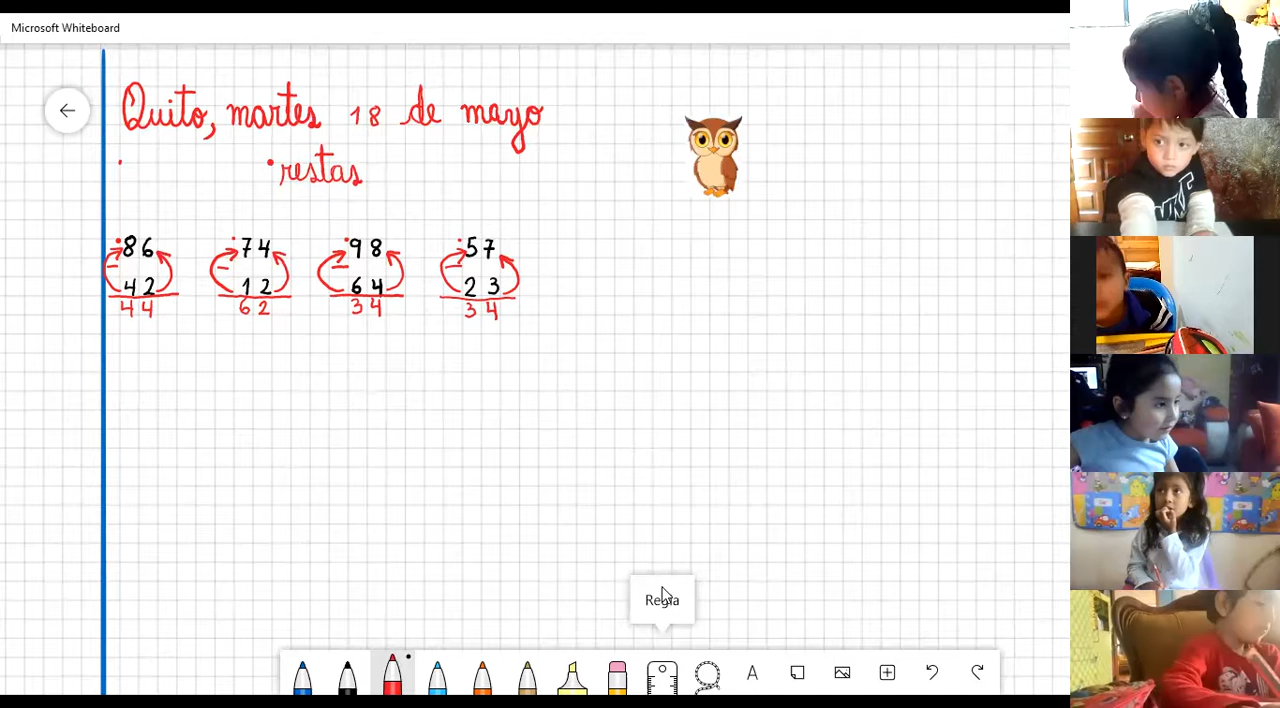 Microsoft Whiteboard
Quito, martes 18 de mayo
restas
86 74 98 57
- - - -
42 12 64 23
44 62 34 34
Regla
A